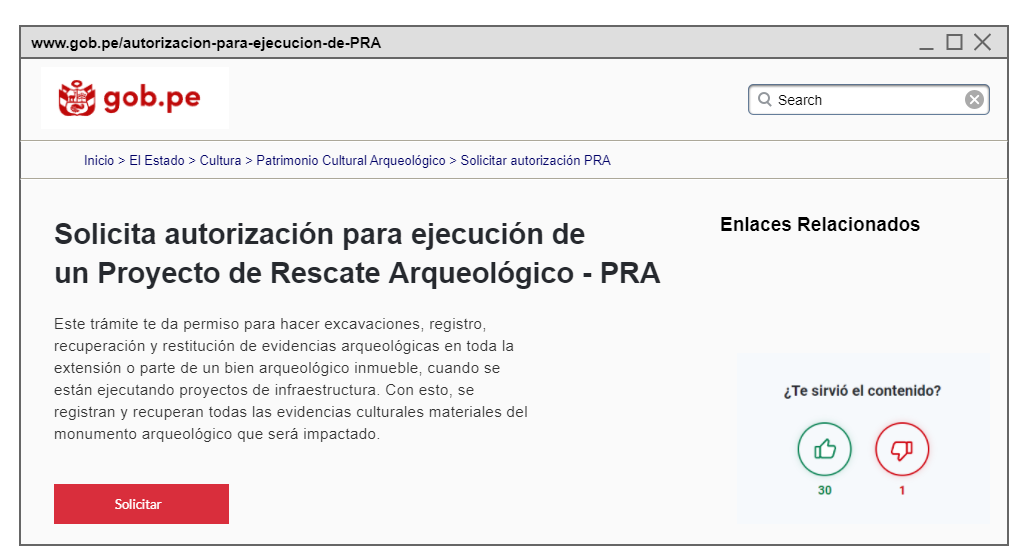 www.gob.pe/autorizacion-para-ejecucion-de-PRA
gob.pe
Search
Inicio > El Estado > Cultura > Patrimonio Cultural Arqueológico > Solicitar autorización PRA
Solicita autorización para ejecución de
un Proyecto de Rescate Arqueológico - PRA
Este trámite te da permiso para hacer excavaciones, registro,
recuperación y restitución de evidencias arqueológicas en toda la
extensión o parte de un bien arqueológico inmueble, cuando se
están ejecutando proyectos de infraestructura. Con esto, se
registran y recuperan todas las evidencias culturales materiales del
monumento arqueológico que será impactado.
Solicitar
Enlaces Relacionados
¿Te sirvió el contenido?
30
1